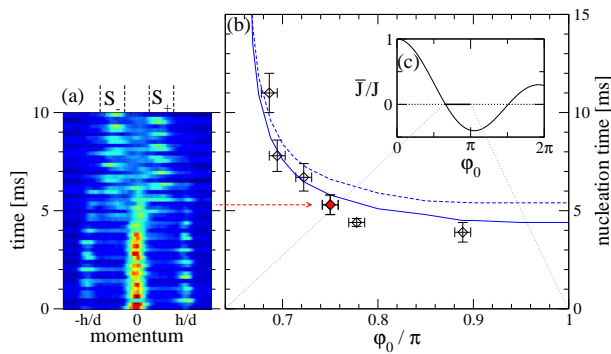 (a)
S_-
S_+
10
5
0
time [ms]
-h/d
0
h/d
momentum
(b)
15
10
5
0
nucleation time [ms]
0.7
0.8
0.9
1
φ₀/π
(c)
1
0
J̅/J
0
π
2π
φ₀